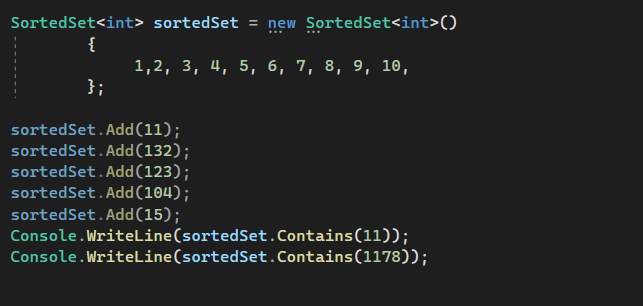 SortedSet<int> sortedSet = new SortedSet<int>()
{
1,2, 3, 4, 5, 6, 7, 8, 9, 10,
};
sortedSet.Add(11);
sortedSet.Add(132);
sortedSet.Add(123);
sortedSet.Add(104);
sortedSet.Add(15);
Console.WriteLine(sortedSet.Contains(11));
Console.WriteLine(sortedSet.Contains(1178));